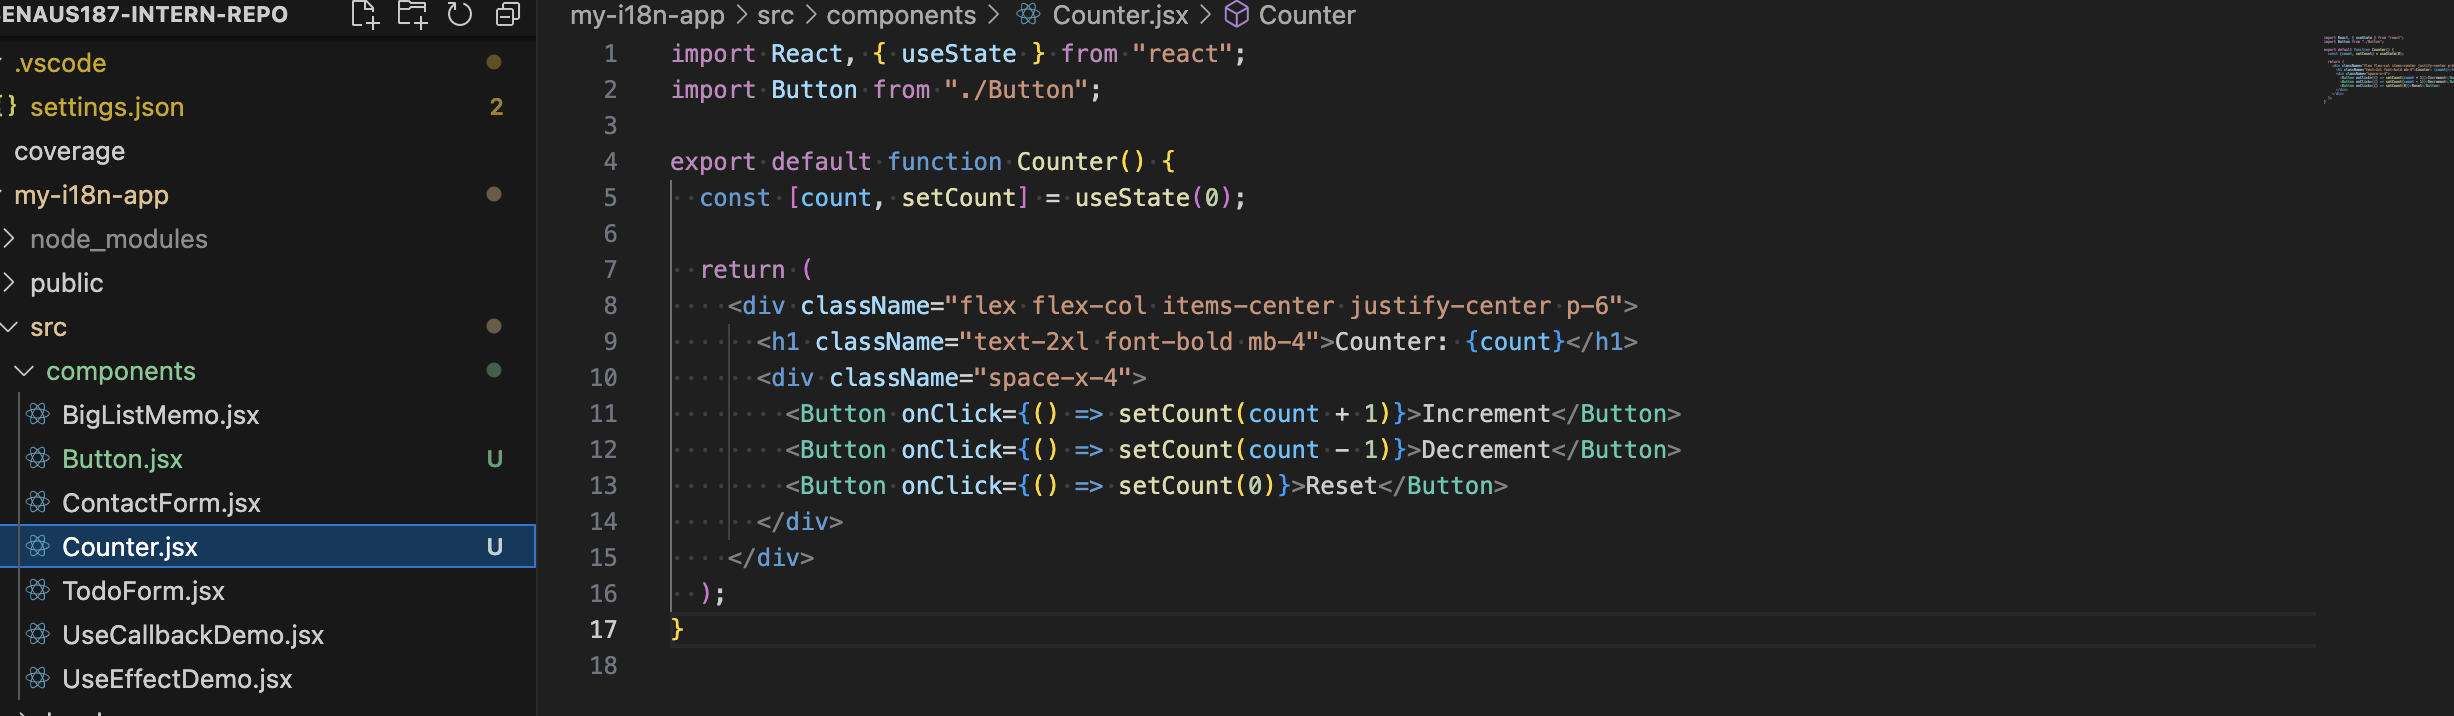 ENAUS187-INTERN-REPO
.vscode
{} settings.json 2
coverage
my-i18n-app
node_modules
public
src
components
BigListMemo.jsx
Button.jsx U
ContactForm.jsx
Counter.jsx U
TodoForm.jsx
UseCallbackDemo.jsx
UseEffectDemo.jsx
my-i18n-app > src > components > Counter.jsx > Counter
1 import React, { useState } from "react";
2 import Button from "./Button";
3
4 export default function Counter() {
5   const [count, setCount] = useState(0);
6
7   return (
8     <div className="flex flex-col items-center justify-center p-6">
9       <h1 className="text-2xl font-bold mb-4">Counter: {count}</h1>
10       <div className="space-x-4">
11         <Button onClick={() => setCount(count + 1)}>Increment</Button>
12         <Button onClick={() => setCount(count - 1)}>Decrement</Button>
13         <Button onClick={() => setCount(0)}>Reset</Button>
14       </div>
15     </div>
16   );
17 }
18